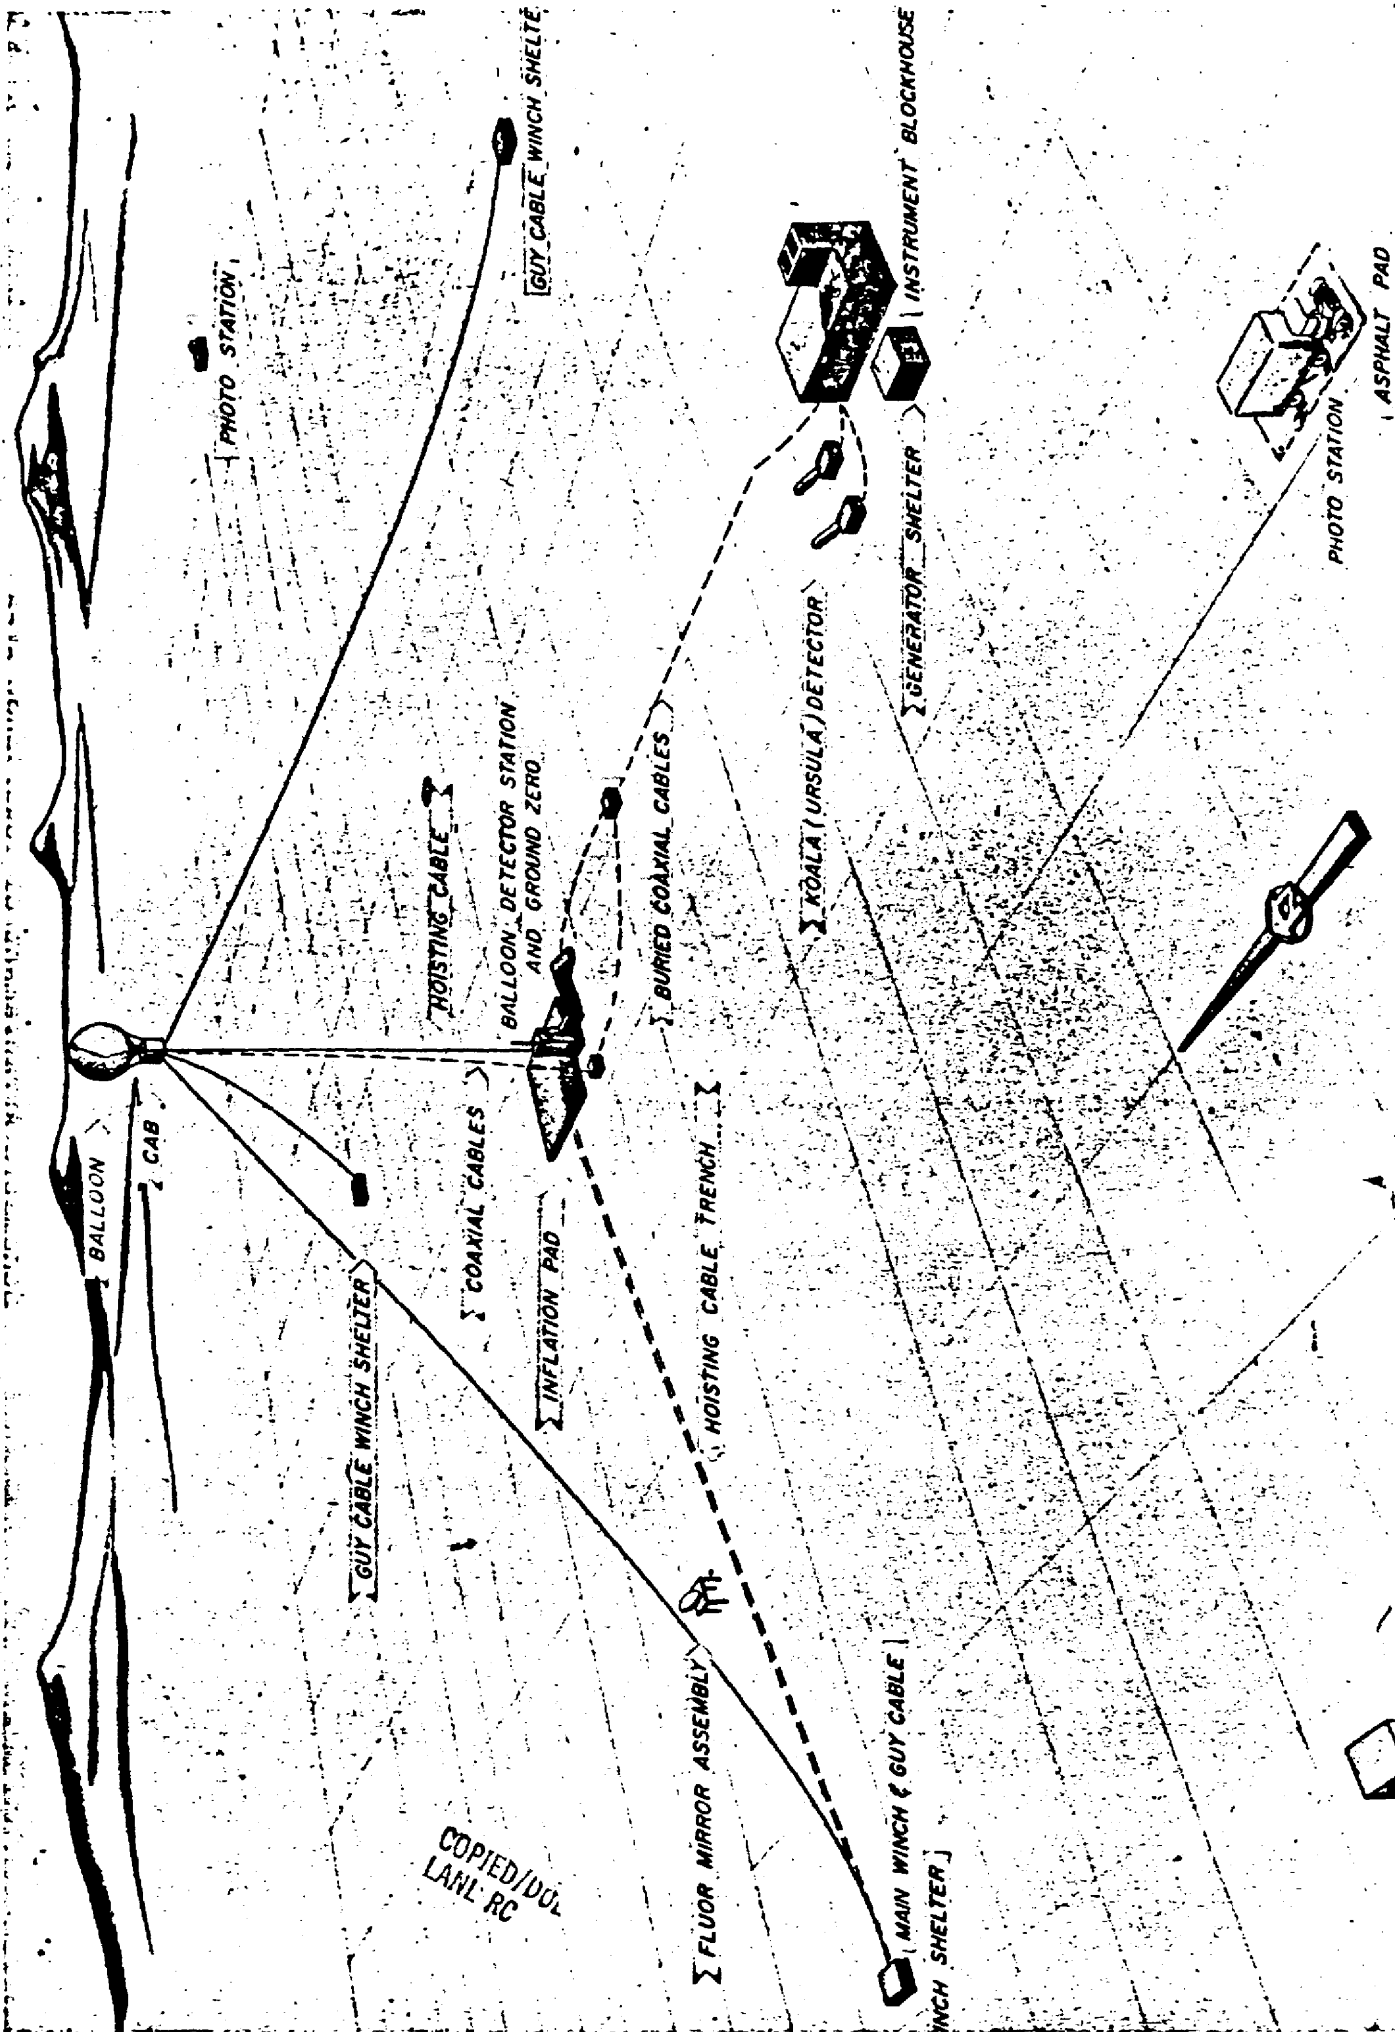 BALLOON
CAB
PHOTO STATION
GUY CABLE WINCH SHELTE
HOISTING CABLE
BALLOON DETECTOR STATION
AND GROUND ZERO
GUY CABLE WINCH SHELTER
COAXIAL CABLES
INFLATION PAD
BURIED COAXIAL CABLES
HOISTING CABLE TRENCH
KOALA (URSULA) DETECTOR
GENERATOR SHELTER
INSTRUMENT BLOCKHOUSE
FLUOR MIRROR ASSEMBLY
MAIN WINCH & GUY CABLE
INCH SHELTER
PHOTO STATION
ASPHALT PAD
COPIED/DOE
LANL RC